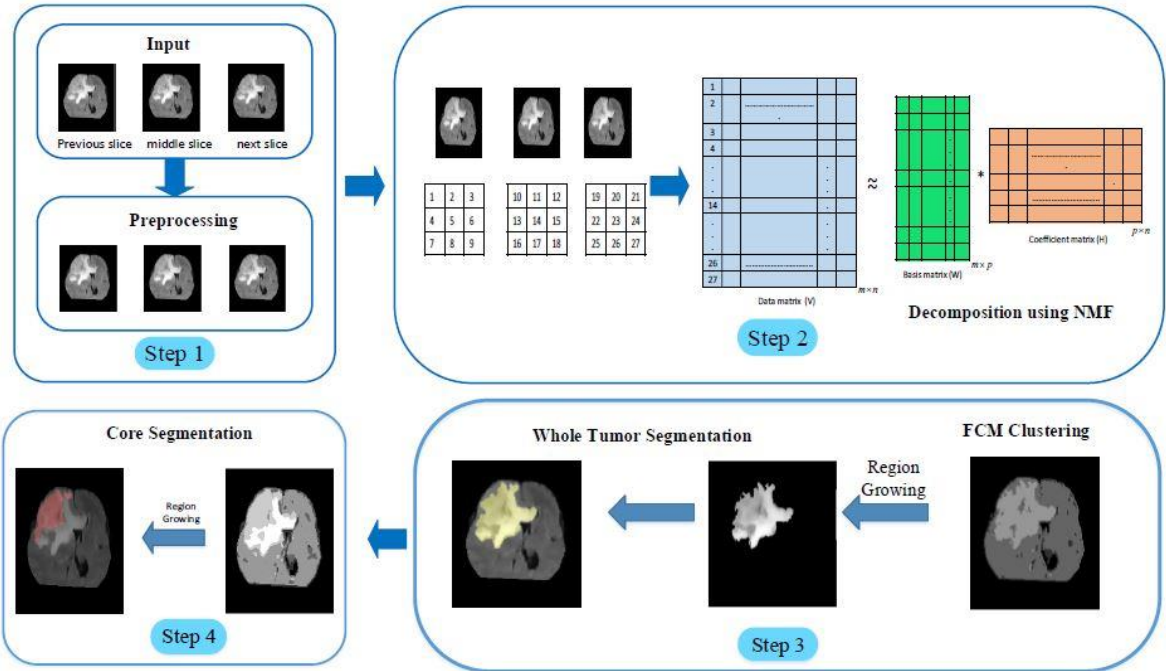 Input
Previous slice middle slice next slice
Preprocessing
Step 1
1 2 3
4 5 6
7 8 9
10 11 12
13 14 15
16 17 18
19 20 21
22 23 24
25 26 27
1
2
3
4
14
26
27
Data matrix (V)
m×n
≈
Basis matrix (W)
m×p
*
Coefficient matrix (H)
p×n
Decomposition using NMF
Step 2
FCM Clustering
Region
Growing
Whole Tumor Segmentation
Step 3
Core Segmentation
Region
Growing
Step 4